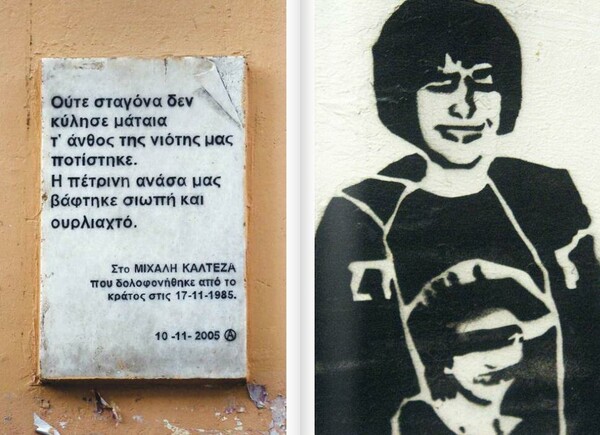 Ούτε σταγόνα δεν
κύλησε μάταια
τ' άνθος της νιότης μας
ποτίστηκε.
Η πέτρινη ανάσα μας
βάφτηκε σιωπή και
ουρλιαχτό.
Στο ΜΙΧΑΛΗ ΚΑΛΤΕΖΑ
που δολοφονήθηκε από το
κράτος στις 17-11-1985.
10 -11- 2005 Ⓐ